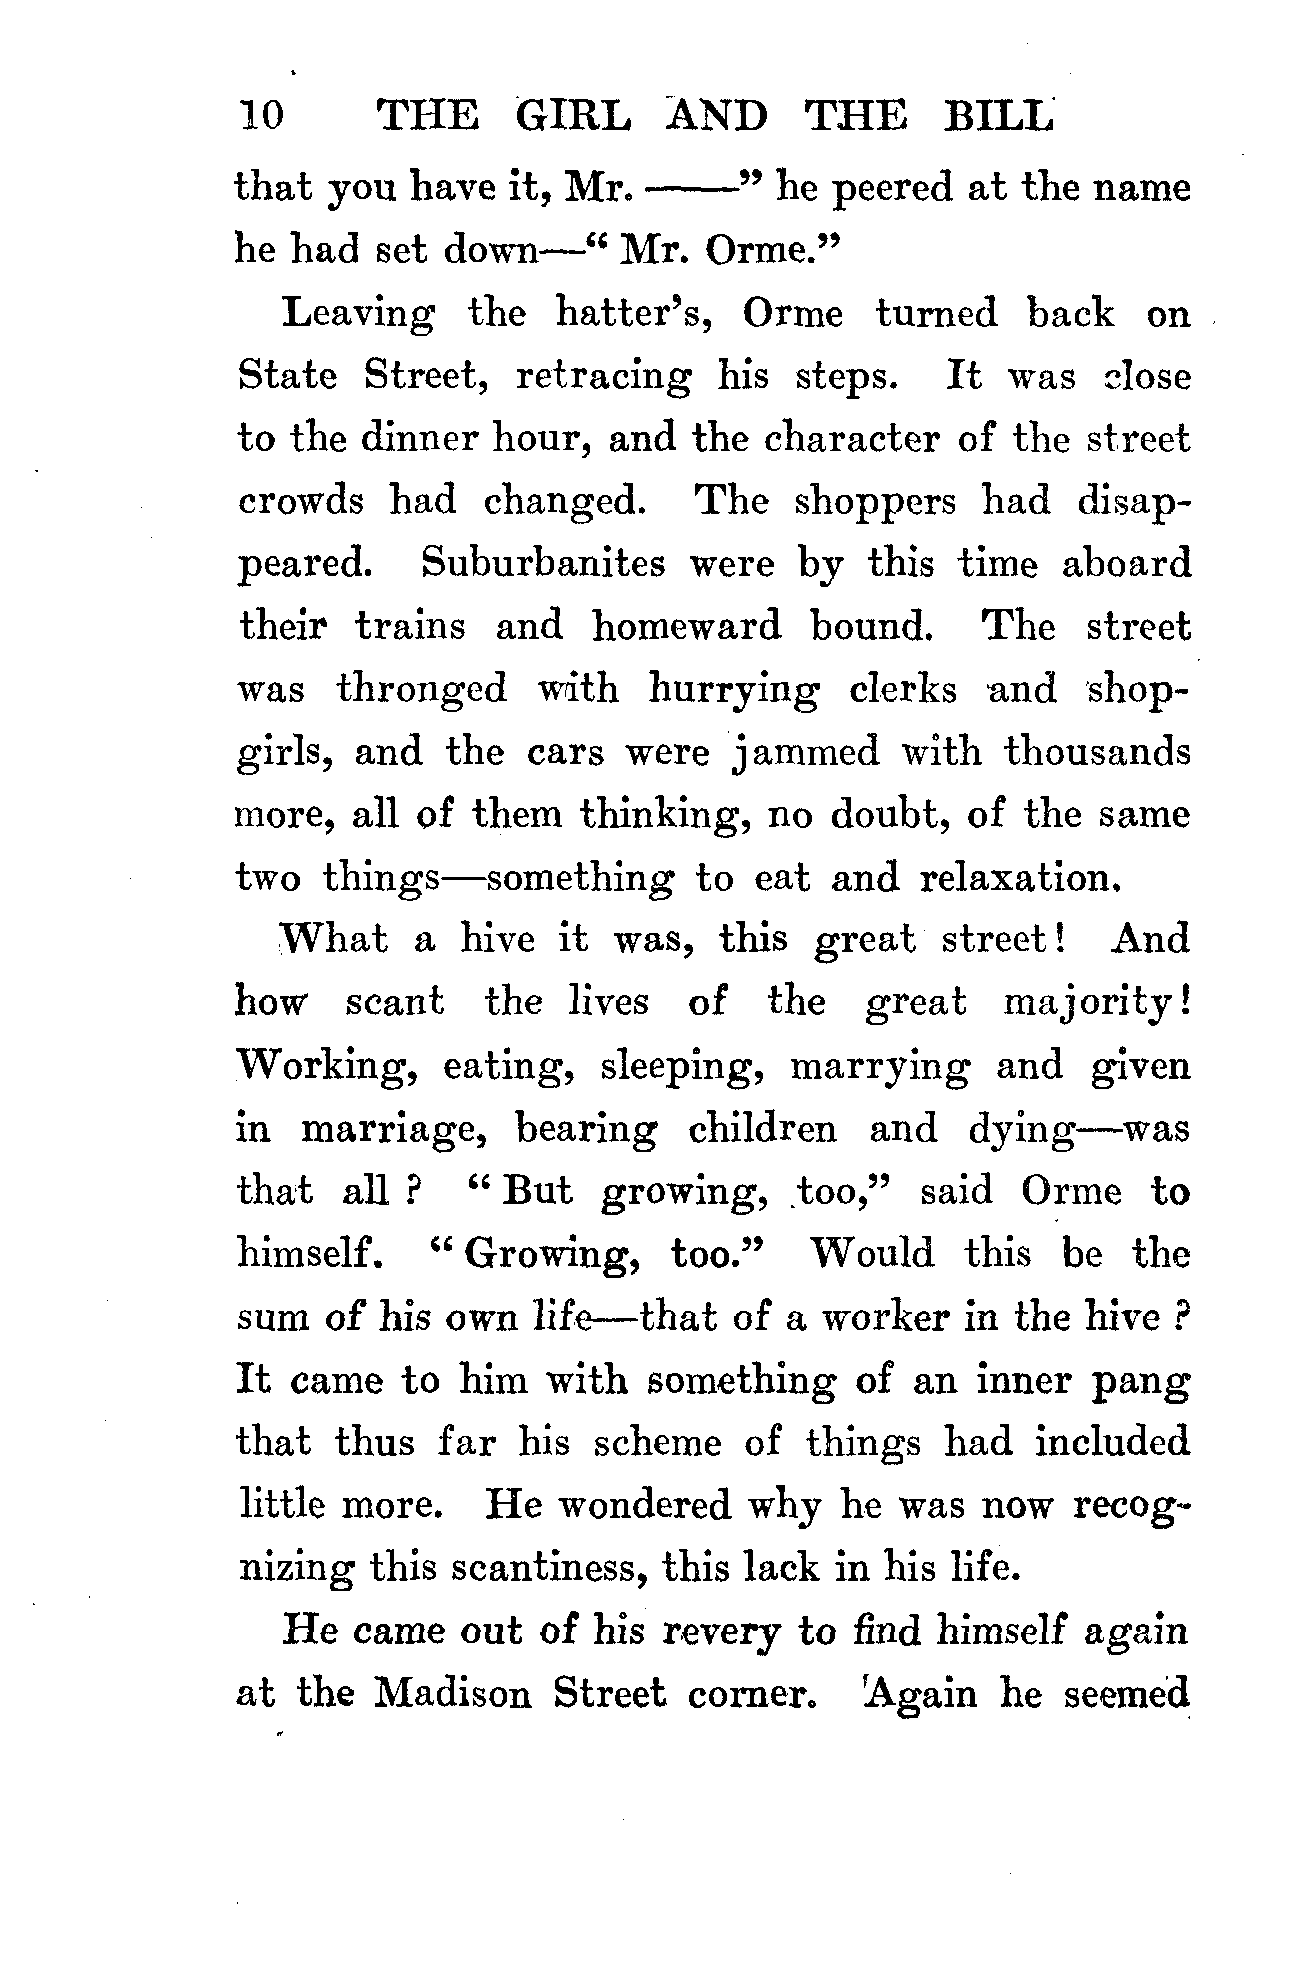 10 THE GIRL AND THE BILL
that you have it, Mr. ——” he peered at the name
he had set down—“ Mr. Orme.”
Leaving the hatter’s, Orme turned back on
State Street, retracing his steps. It was close
to the dinner hour, and the character of the street
crowds had changed. The shoppers had disap-
peared. Suburbanites were by this time aboard
their trains and homeward bound. The street
was thronged with hurrying clerks and shop-
girls, and the cars were jammed with thousands
more, all of them thinking, no doubt, of the same
two things—something to eat and relaxation.
What a hive it was, this great street! And
how scant the lives of the great majority!
Working, eating, sleeping, marrying and given
in marriage, bearing children and dying—was
that all ? “ But growing, too,” said Orme to
himself. “ Growing, too.” Would this be the
sum of his own life—that of a worker in the hive ?
It came to him with something of an inner pang
that thus far his scheme of things had included
little more. He wondered why he was now recog-
nizing this scantiness, this lack in his life.
He came out of his revery to find himself again
at the Madison Street corner. Again he seemed